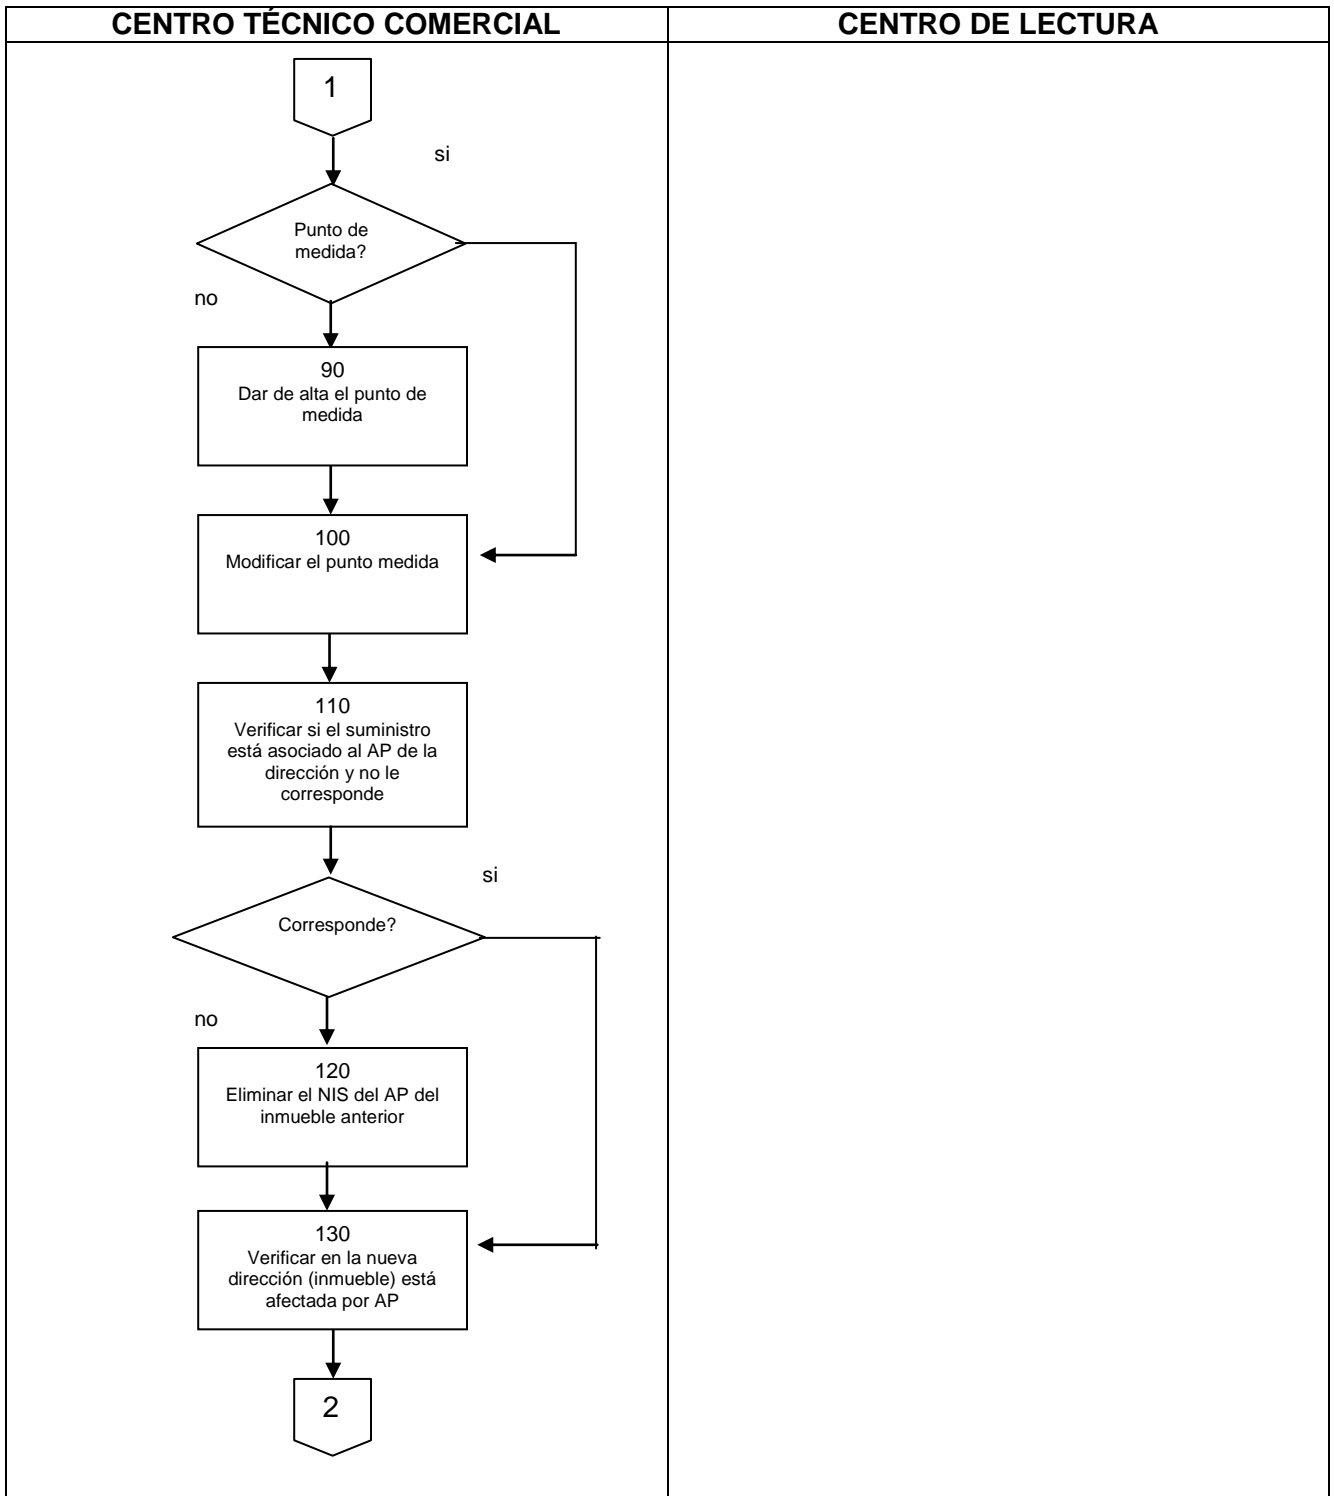 CENTRO TÉCNICO COMERCIAL
CENTRO DE LECTURA
1
si
Punto de
medida?
no
90
Dar de alta el punto de
medida
100
Modificar el punto medida
110
Verificar si el suministro
está asociado al AP de la
dirección y no le
corresponde
si
Corresponde?
no
120
Eliminar el NIS del AP del
inmueble anterior
130
Verificar en la nueva
dirección (inmueble) está
afectada por AP
2